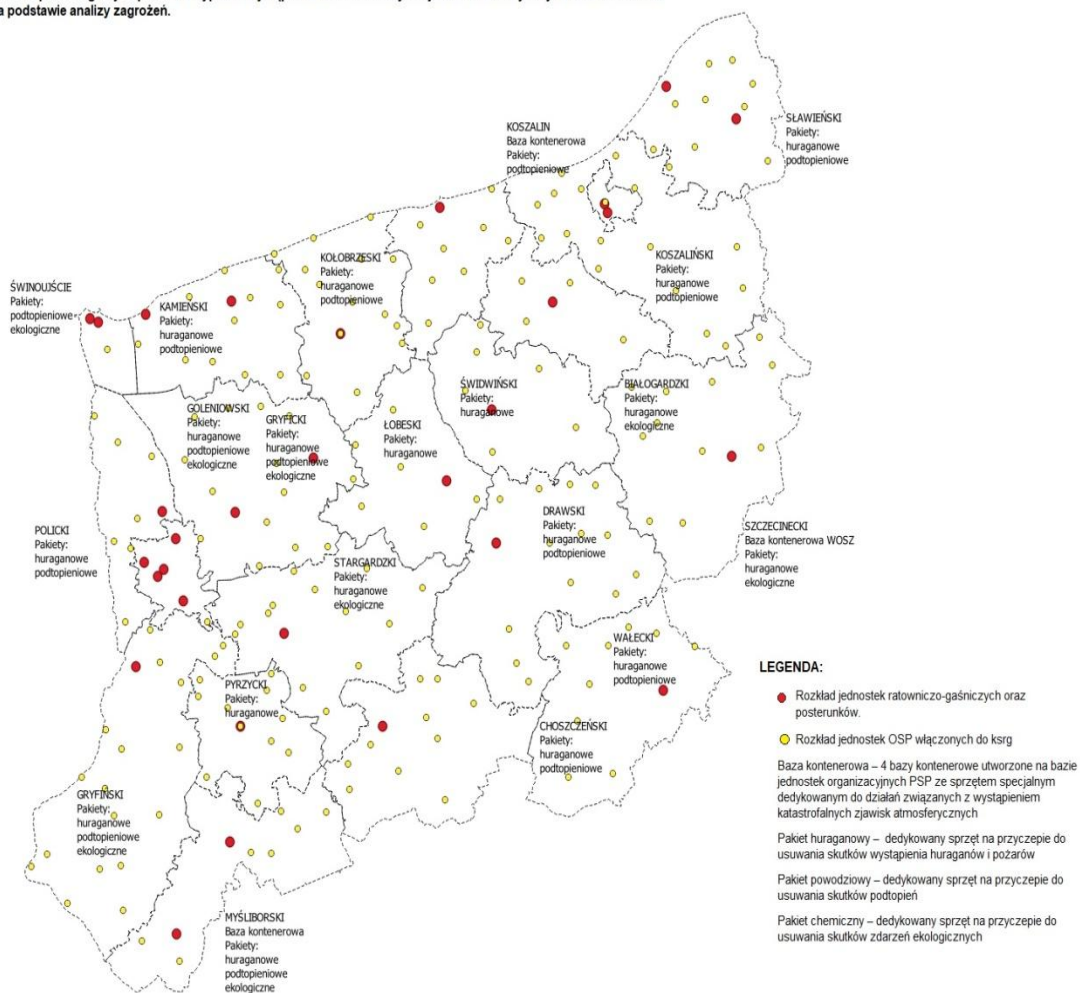 a podstawie analizy zagrożeń.
SŁAWIEŃSKI
Pakiety:
huraganowe
podtopieniowe
KOSZALIN
Baza kontenerowa
Pakiety:
podtopieniowe
KOŁOBRZESKI
Pakiety:
huraganowe
podtopieniowe
KOSZALIŃSKI
Pakiety:
huraganowe
podtopieniowe
ŚWINOUJŚCIE
Pakiety:
podtopieniowe
ekologiczne
KAMIEŃSKI
Pakiety:
huraganowe
podtopieniowe
GOLENIOWSKI
Pakiety:
huraganowe
podtopieniowe
ekologiczne
GRYFICKI
Pakiety:
huraganowe
podtopieniowe
ekologiczne
ŁOBESKI
Pakiety:
huraganowe
ŚWIDWIŃSKI
Pakiety:
huraganowe
BIAŁOGARDZKI
Pakiety:
huraganowe
ekologiczne
POLICKI
Pakiety:
huraganowe
podtopieniowe
DRAWSKI
Pakiety:
huraganowe
podtopieniowe
SZCZECINECKI
Baza kontenerowa WOSZ
Pakiety:
huraganowe
ekologiczne
STARGARDZKI
Pakiety:
huraganowe
ekologiczne
WAŁECKI
Pakiety:
huraganowe
podtopieniowe
PYRZYCKI
Pakiety:
huraganowe
CHOSZCZEŃSKI
Pakiety:
huraganowe
podtopieniowe
GRYFIŃSKI
Pakiety:
huraganowe
podtopieniowe
ekologiczne
MYŚLIBORSKI
Baza kontenerowa
Pakiety:
huraganowe
podtopieniowe
ekologiczne
LEGENDA:
Rozkład jednostek ratowniczo-gaśniczych oraz
posterunków.
Rozkład jednostek OSP włączonych do ksrg
Baza kontenerowa – 4 bazy kontenerowe utworzone na bazie
jednostek organizacyjnych PSP ze sprzętem specjalnym
dedykowanym do działań związanych z wystąpieniem
katastrofalnych zjawisk atmosferycznych
Pakiet huraganowy – dedykowany sprzęt na przyczepie do
usuwania skutków wystąpienia huraganów i pożarów
Pakiet powodziowy – dedykowany sprzęt na przyczepie do
usuwania skutków podtopień
Pakiet chemiczny – dedykowany sprzęt na przyczepie do
usuwania skutków zdarzeń ekologicznych